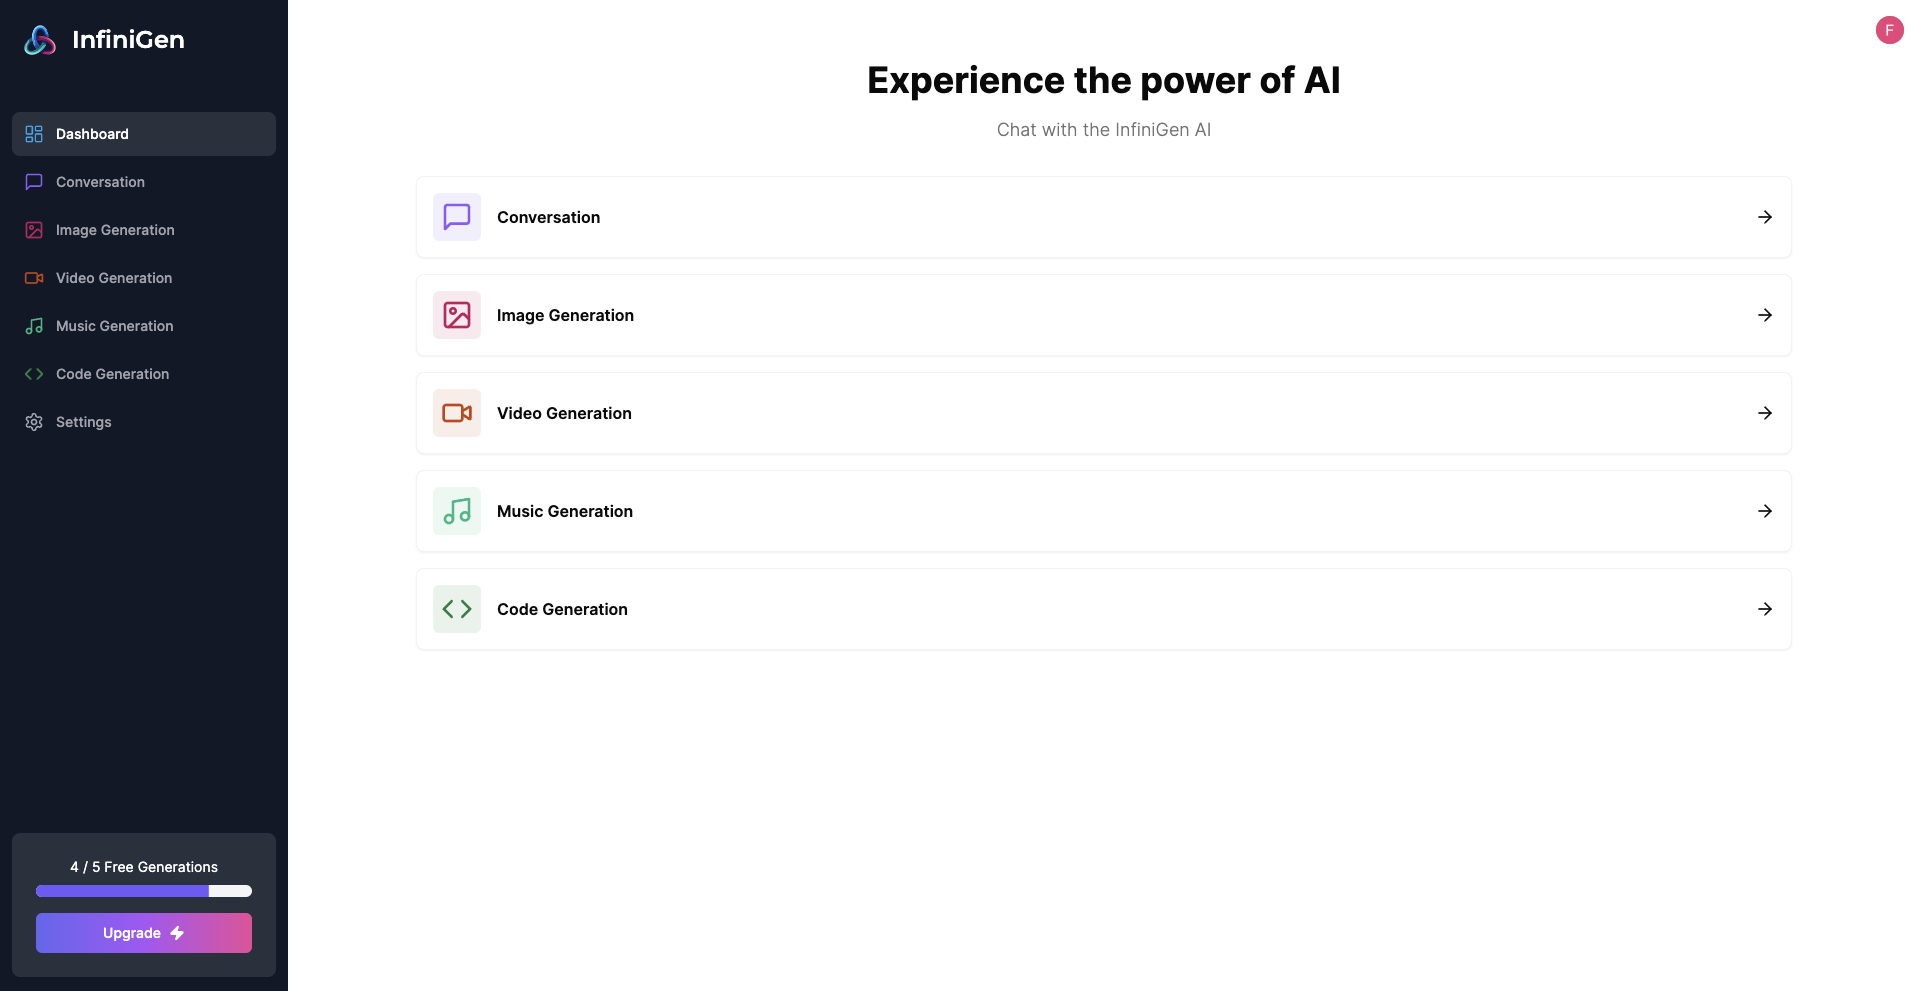 InfiniGen
Dashboard
Conversation
Image Generation
Video Generation
Music Generation
Code Generation
Settings
4 / 5 Free Generations
Upgrade
F
Experience the power of AI
Chat with the InfiniGen AI
Conversation
Image Generation
Video Generation
Music Generation
Code Generation